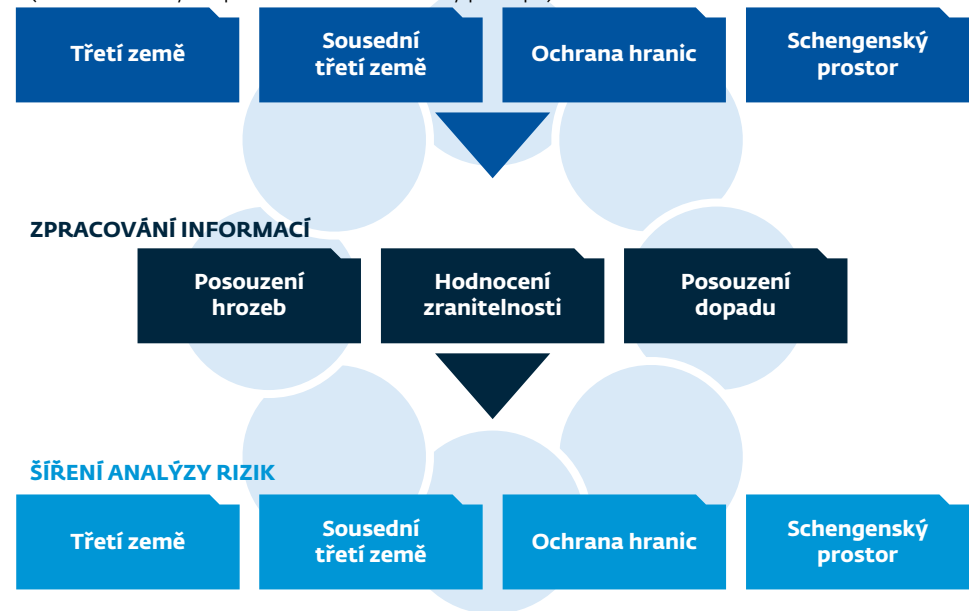 Třetí země
Sousední
třetí země
Ochrana hranic
Schengenský
prostor
ZPRACOVÁNÍ INFORMACÍ
Posouzení
hrozeb
Hodnocení
zranitelnosti
Posouzení
dopadu
ŠÍŘENÍ ANALÝZY RIZIK
Třetí země
Sousední
třetí země
Ochrana hranic
Schengenský
prostor